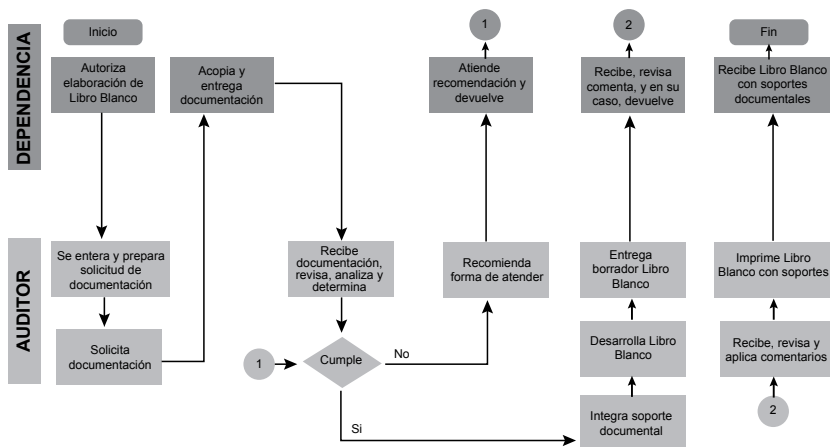 DEPENDENCIA
Inicio
Autoriza
elaboración de
Libro Blanco
Acopia y
entrega
documentación
1
Atiende
recomendación y
devuelve
2
Recibe, revisa
comenta, y en su
caso, devuelve
Fin
Recibe Libro Blanco
con soportes
documentales
AUDITOR
Se entera y prepara
solicitud de
documentación
Solicita
documentación
Recibe
documentación,
revisa, analiza y
determina
1
Cumple
No
Si
Recomienda
forma de atender
Entrega
borrador Libro
Blanco
Desarrolla Libro
Blanco
Integra soporte
documental
Imprime Libro
Blanco con soportes
Recibe, revisa y
aplica comentarios
2